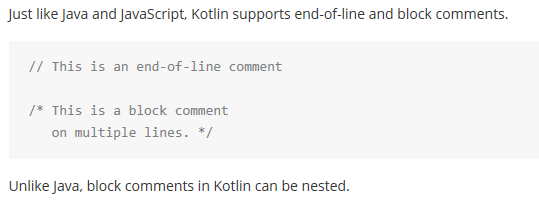 Just like Java and JavaScript, Kotlin supports end-of-line and block comments.
// This is an end-of-line comment
/* This is a block comment
on multiple lines. */
Unlike Java, block comments in Kotlin can be nested.